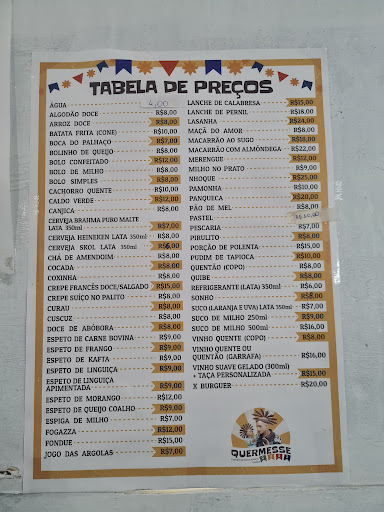 TABELA DE PREÇOS
ÁGUA 4,00
ALGODÃO DOCE R$8,00
ARROZ DOCE R$8,00
BATATA FRITA (CONE) R$10,00
BOCA DO PALHAÇO R$7,00
BOLINHO DE QUEIJO R$8,00
BOLO CONFEITADO R$12,00
BOLO DE MILHO R$8,00
BOLO SIMPLES R$8,00
CACHORRO QUENTE R$10,00
CALDO VERDE R$12,00
CANJICA R$8,00
CERVEJA BRAHMA PURO MALTE
LATA 350ml R$7,00
CERVEJA HEINEKEN LATA 350ml R$8,00
CERVEJA SKOL LATA 350ml R$6,00
CHÁ DE AMENDOIM R$8,00
COCADA R$8,00
COXINHA R$8,00
CREPE FRANCÊS DOCE/SALGADO R$15,00
CREPE SUÍÇO NO PALITO R$8,00
CURAU R$8,00
CUSCUZ R$8,00
DOCE DE ABÓBORA R$8,00
ESPETO DE CARNE BOVINA R$9,00
ESPETO DE FRANGO R$9,00
ESPETO DE KAFTA R$9,00
ESPETO DE LINGUIÇA R$9,00
ESPETO DE LINGUIÇA
APIMENTADA R$9,00
ESPETO DE MORANGO R$12,00
ESPETO DE QUEIJO COALHO R$9,00
ESPIGA DE MILHO R$7,00
FOGAZZA R$12,00
FONDUE R$15,00
JOGO DAS ARGOLAS R$7,00
LANCHE DE CALABRESA R$15,00
LANCHE DE PERNIL R$18,00
LASANHA R$24,00
MAÇÃ DO AMOR R$8,00
MACARRÃO AO SUGO R$18,00
MACARRÃO COM ALMÔNDEGA R$22,00
MERENGUE R$12,00
MILHO NO PRATO R$9,00
NHOQUE R$25,00
PAMONHA R$10,00
PANQUECA R$20,00
PÃO DE MEL R$8,00
PASTEL R$10,00
PESCARIA R$7,00
PIRULITO R$8,00
PORÇÃO DE POLENTA R$15,00
PUDIM DE TAPIOCA R$10,00
QUENTÃO (COPO) R$8,00
QUIBE R$8,00
REFRIGERANTE (LATA) 350ml R$6,00
SONHO R$8,00
SUCO (LARANJA E UVA) LATA 350ml R$7,00
SUCO DE MILHO 250ml R$9,00
SUCO DE MILHO 500ml R$16,00
VINHO QUENTE (COPO) R$8,00
VINHO QUENTE OU
QUENTÃO (GARRAFA) R$16,00
VINHO SUAVE GELADO (300ml)
+ TAÇA PERSONALIZADA R$15,00
X BURGUER R$20,00
QUERMESSE